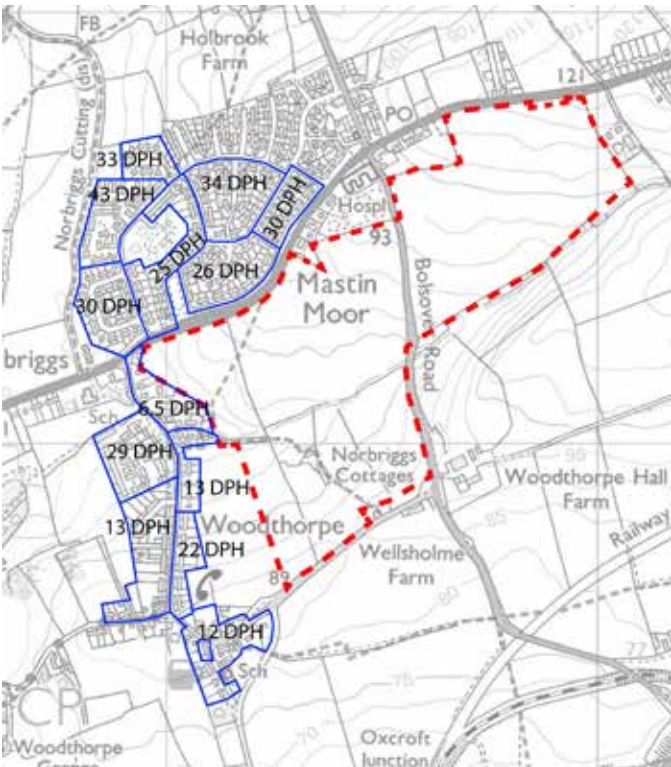 FB
Holbrook
Farm
Norbriggs Cutting (dis)
121
PO
33 DPH
43 DPH
34 DPH
30 DPH
Hospl
93
25 DPH
26 DPH
Mastin
Moor
30 DPH
Bolsover Road
briggs
Sch
6.5 DPH
29 DPH
Norbriggs
Cottages
95
Woodthorpe Hall
Farm
13 DPH
13 DPH
Woodthorpe
85
Railway
22 DPH
Wellsholme
Farm
89
80
12 DPH
77
Sch
78
CP
70
Woodthorpe
Oxcroft
Junction